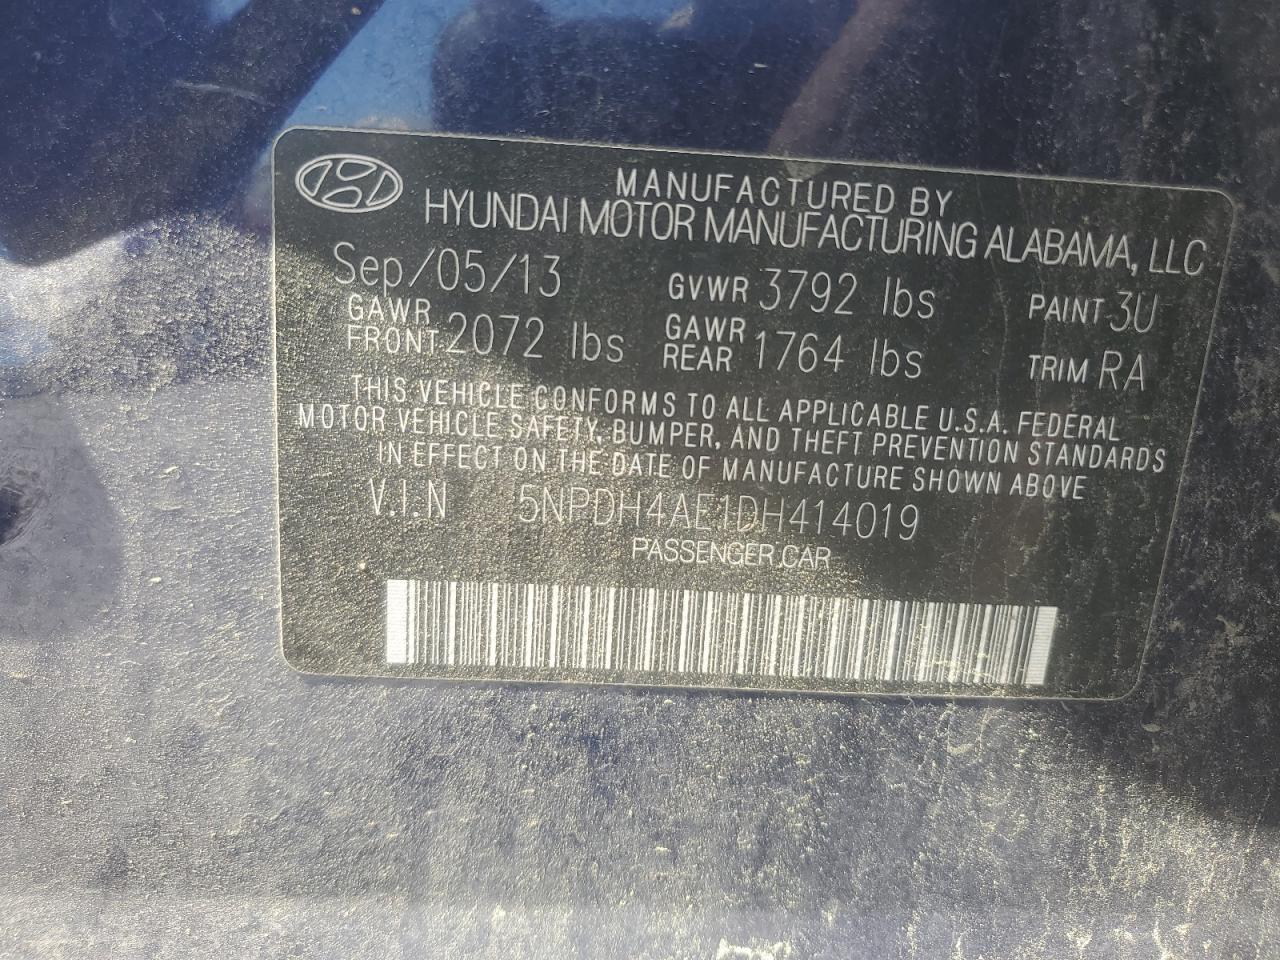 MANUFACTURED BY
HYUNDAI MOTOR MANUFACTURING ALABAMA, LLC
Sep/05/13 GVWR 3792 lbs PAINT 3U
GAWR FRONT 2072 lbs GAWR REAR 1764 lbs TRIM RA
THIS VEHICLE CONFORMS TO ALL APPLICABLE U.S.A. FEDERAL
MOTOR VEHICLE SAFETY, BUMPER, AND THEFT PREVENTION STANDARDS
IN EFFECT ON THE DATE OF MANUFACTURE SHOWN ABOVE
V.I.N 5NPDH4AE1DH414019
PASSENGER CAR